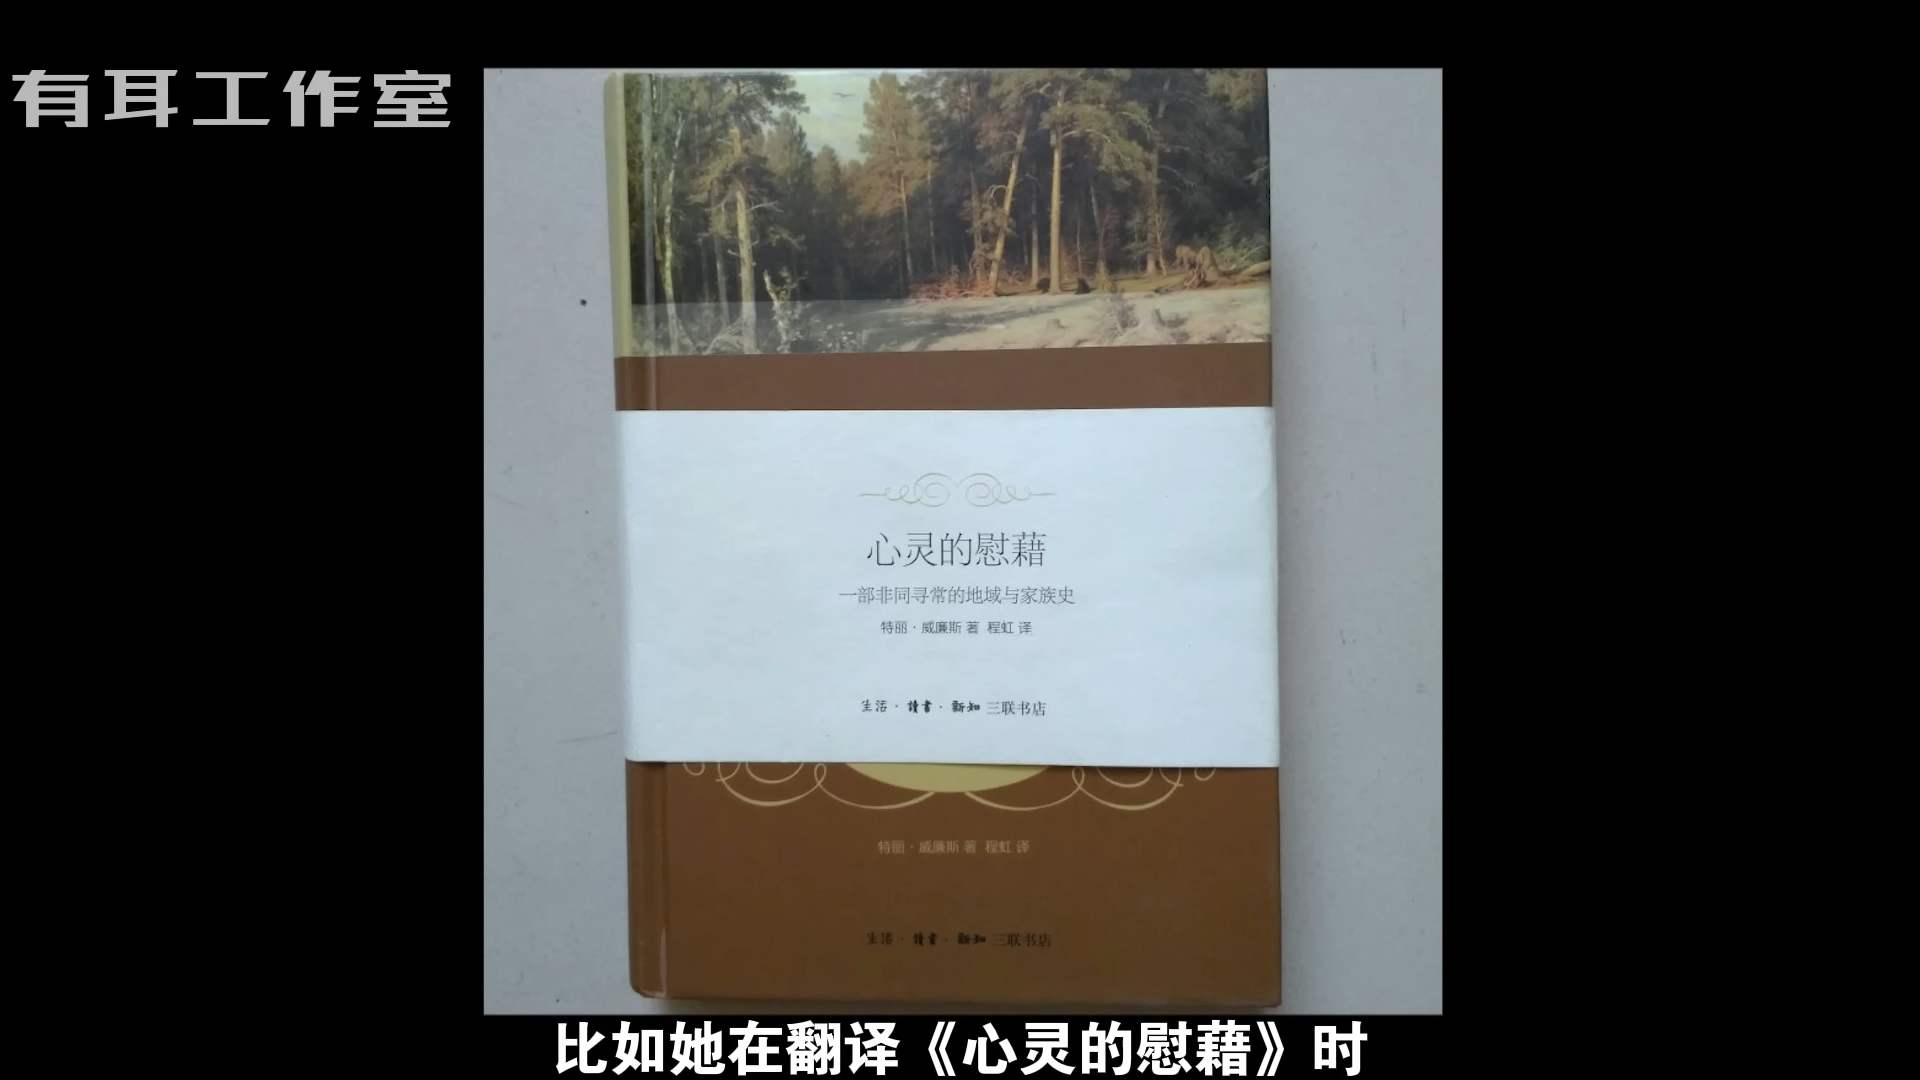 有耳工作室
心灵的慰藉
一部非同寻常的地域与家族史
特丽·威廉斯 著 程虹 译
生活·讀書·新知 三联书店
特丽·威廉斯 著 程虹 译
生活·讀書·新知 三联书店
比如她在翻译《心灵的慰藉》时